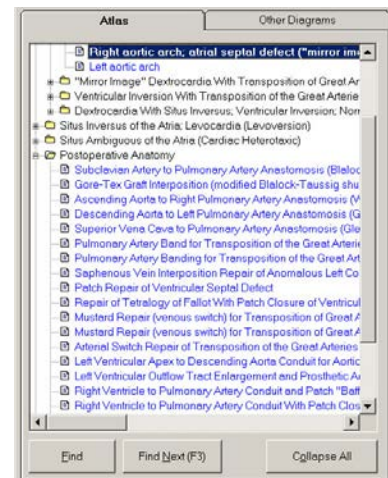 Atlas
Other Diagrams
Right aortic arch; atrial septal defect ("mirror ima
Left aortic arch
"Mirror Image" Dextrocardia With Transposition of Great Ar
Ventricular Inversion With Transposition of the Great Arterie
Dextrocardia With Situs Inversus; Ventricular Inversion; Norr
Situs Inversus of the Atria; Levocardia (Levoversion)
Situs Ambiguous of the Atria (Cardiac Heterotaxic)
Postoperative Anatomy
Subclavian Artery to Pulmonary Artery Anastomosis (Blaloc
Gore-Tex Graft Interposition (modified Blalock-Taussig shu
Ascending Aorta to Right Pulmonary Artery Anastomosis (W
Descending Aorta to Left Pulmonary Artery Anastomosis (G
Superior Vena Cava to Pulmonary Artery Anastomosis (Gle
Pulmonary Artery Band for Transposition of the Great Arterie
Pulmonary Artery Banding for Transposition of the Great Art
Saphenous Vein Interposition Repair of Anomalous Left Co
Patch Repair of Ventricular Septal Defect
Repair of Tetralogy of Fallot With Patch Closure of Ventricul
Mustard Repair (venous switch) for Transposition of Great A
Mustard Repair (venous switch) for Transposition of Great A
Arterial Switch Repair of Transposition of the Great Arteries
Left Ventricular Apex to Descending Aorta Conduit for Aortic
Left Ventricular Outflow Tract Enlargement and Prosthetic A
Right Ventricle to Pulmonary Artery Conduit and Patch "Baff
Right Ventricle to Pulmonary Artery Conduit With Patch Clos
Find
Find Next (F3)
Collapse All